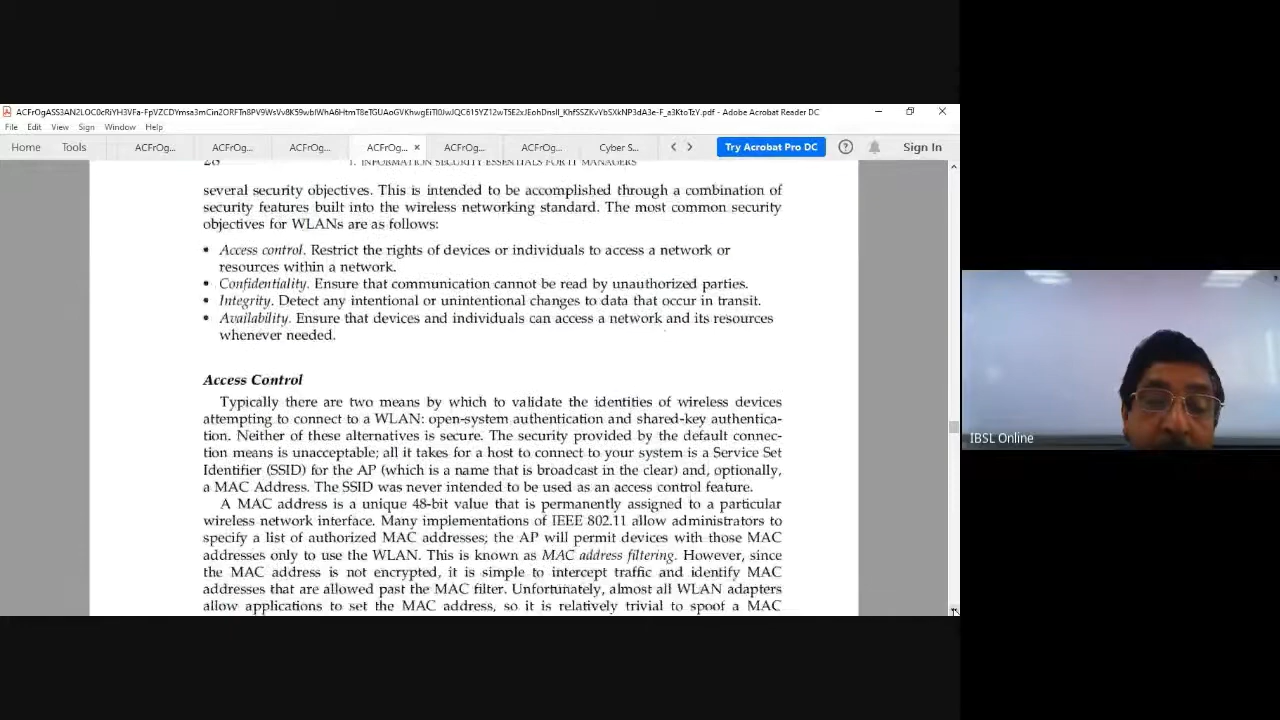 ACFrOgASS3AN2LOC0cRiYH3VFa-FpVZCDYmsa3mCin2ORFTn8PV9WsVv8K59wbIWhA6HtmT8eTGUAoGVKhwgEiTl0JwJQC615YZ12wT5E2xJEohDnslI_KhfS5ZKvYbSXkNP3dA3e-F_a3KtoTzY.pdf - Adobe Acrobat Reader DC
File Edit View Sign Window Help
Home Tools ACFrOg... ACFrOg... ACFrOg... ACFrOg... ACFrOg... ACFrOg... Cyber S... Try Acrobat Pro DC Sign In
1. INFORMATION SECURITY ESSENTIALS FOR IT MANAGERS
several security objectives. This is intended to be accomplished through a combination of
security features built into the wireless networking standard. The most common security
objectives for WLANs are as follows:
• Access control. Restrict the rights of devices or individuals to access a network or
resources within a network.
• Confidentiality. Ensure that communication cannot be read by unauthorized parties.
• Integrity. Detect any intentional or unintentional changes to data that occur in transit.
• Availability. Ensure that devices and individuals can access a network and its resources
whenever needed.
Access Control
Typically there are two means by which to validate the identities of wireless devices
attempting to connect to a WLAN: open-system authentication and shared-key authentica-
tion. Neither of these alternatives is secure. The security provided by the default connec-
tion means is unacceptable; all it takes for a host to connect to your system is a Service Set
Identifier (SSID) for the AP (which is a name that is broadcast in the clear) and, optionally,
a MAC Address. The SSID was never intended to be used as an access control feature.
A MAC address is a unique 48-bit value that is permanently assigned to a particular
wireless network interface. Many implementations of IEEE 802.11 allow administrators to
specify a list of authorized MAC addresses; the AP will permit devices with those MAC
addresses only to use the WLAN. This is known as MAC address filtering. However, since
the MAC address is not encrypted, it is simple to intercept traffic and identify MAC
addresses that are allowed past the MAC filter. Unfortunately, almost all WLAN adapters
allow applications to set the MAC address, so it is relatively trivial to spoof a MAC
IBSL Online